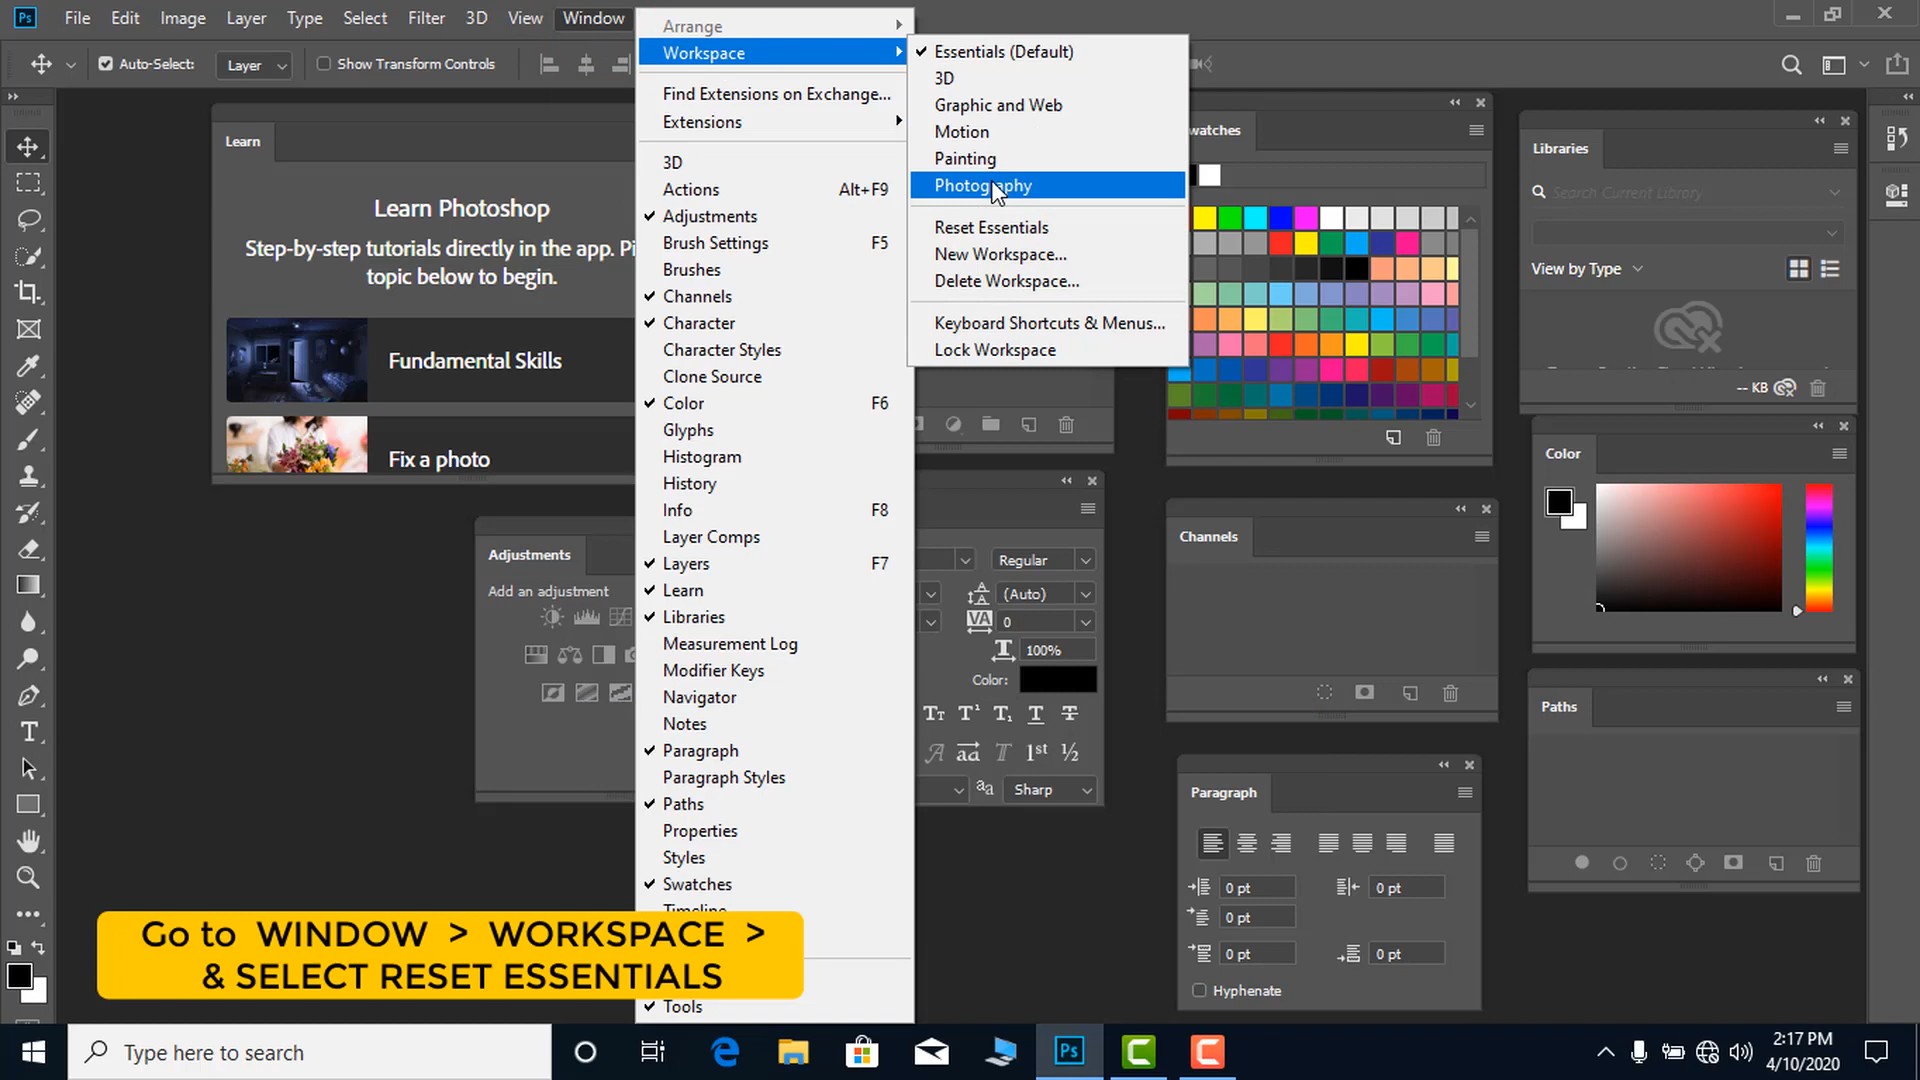 Ps File Edit Image Layer Type Select Filter 3D View Window
Auto-Select: Layer Show Transform Controls
Learn
Learn Photoshop
Step-by-step tutorials directly in the app. Pi
topic below to begin.
Fundamental Skills
Fix a photo
Adjustments
Add an adjustment
Arrange
Workspace
Find Extensions on Exchange...
Extensions
3D
Actions Alt+F9
Adjustments
Brush Settings F5
Brushes
Channels
Character
Character Styles
Clone Source
Color F6
Glyphs
Histogram
History
Info F8
Layer Comps
Layers F7
Learn
Libraries
Measurement Log
Modifier Keys
Navigator
Notes
Paragraph
Paragraph Styles
Paths
Properties
Styles
Swatches
Timeline
Tools
Essentials (Default)
3D
Graphic and Web
Motion
Painting
Photography
Reset Essentials
New Workspace...
Delete Workspace...
Keyboard Shortcuts & Menus...
Lock Workspace
Regular
(Auto)
VA 0
100%
Color:
1st ½
aa Sharp
watches
Channels
Paragraph
0 pt 0 pt
0 pt
0 pt 0 pt
Hyphenate
Libraries
Search Current Library
View by Type
-- KB
Color
Paths
Go to WINDOW > WORKSPACE >
& SELECT RESET ESSENTIALS
Type here to search
Ps
2:17 PM
4/10/2020